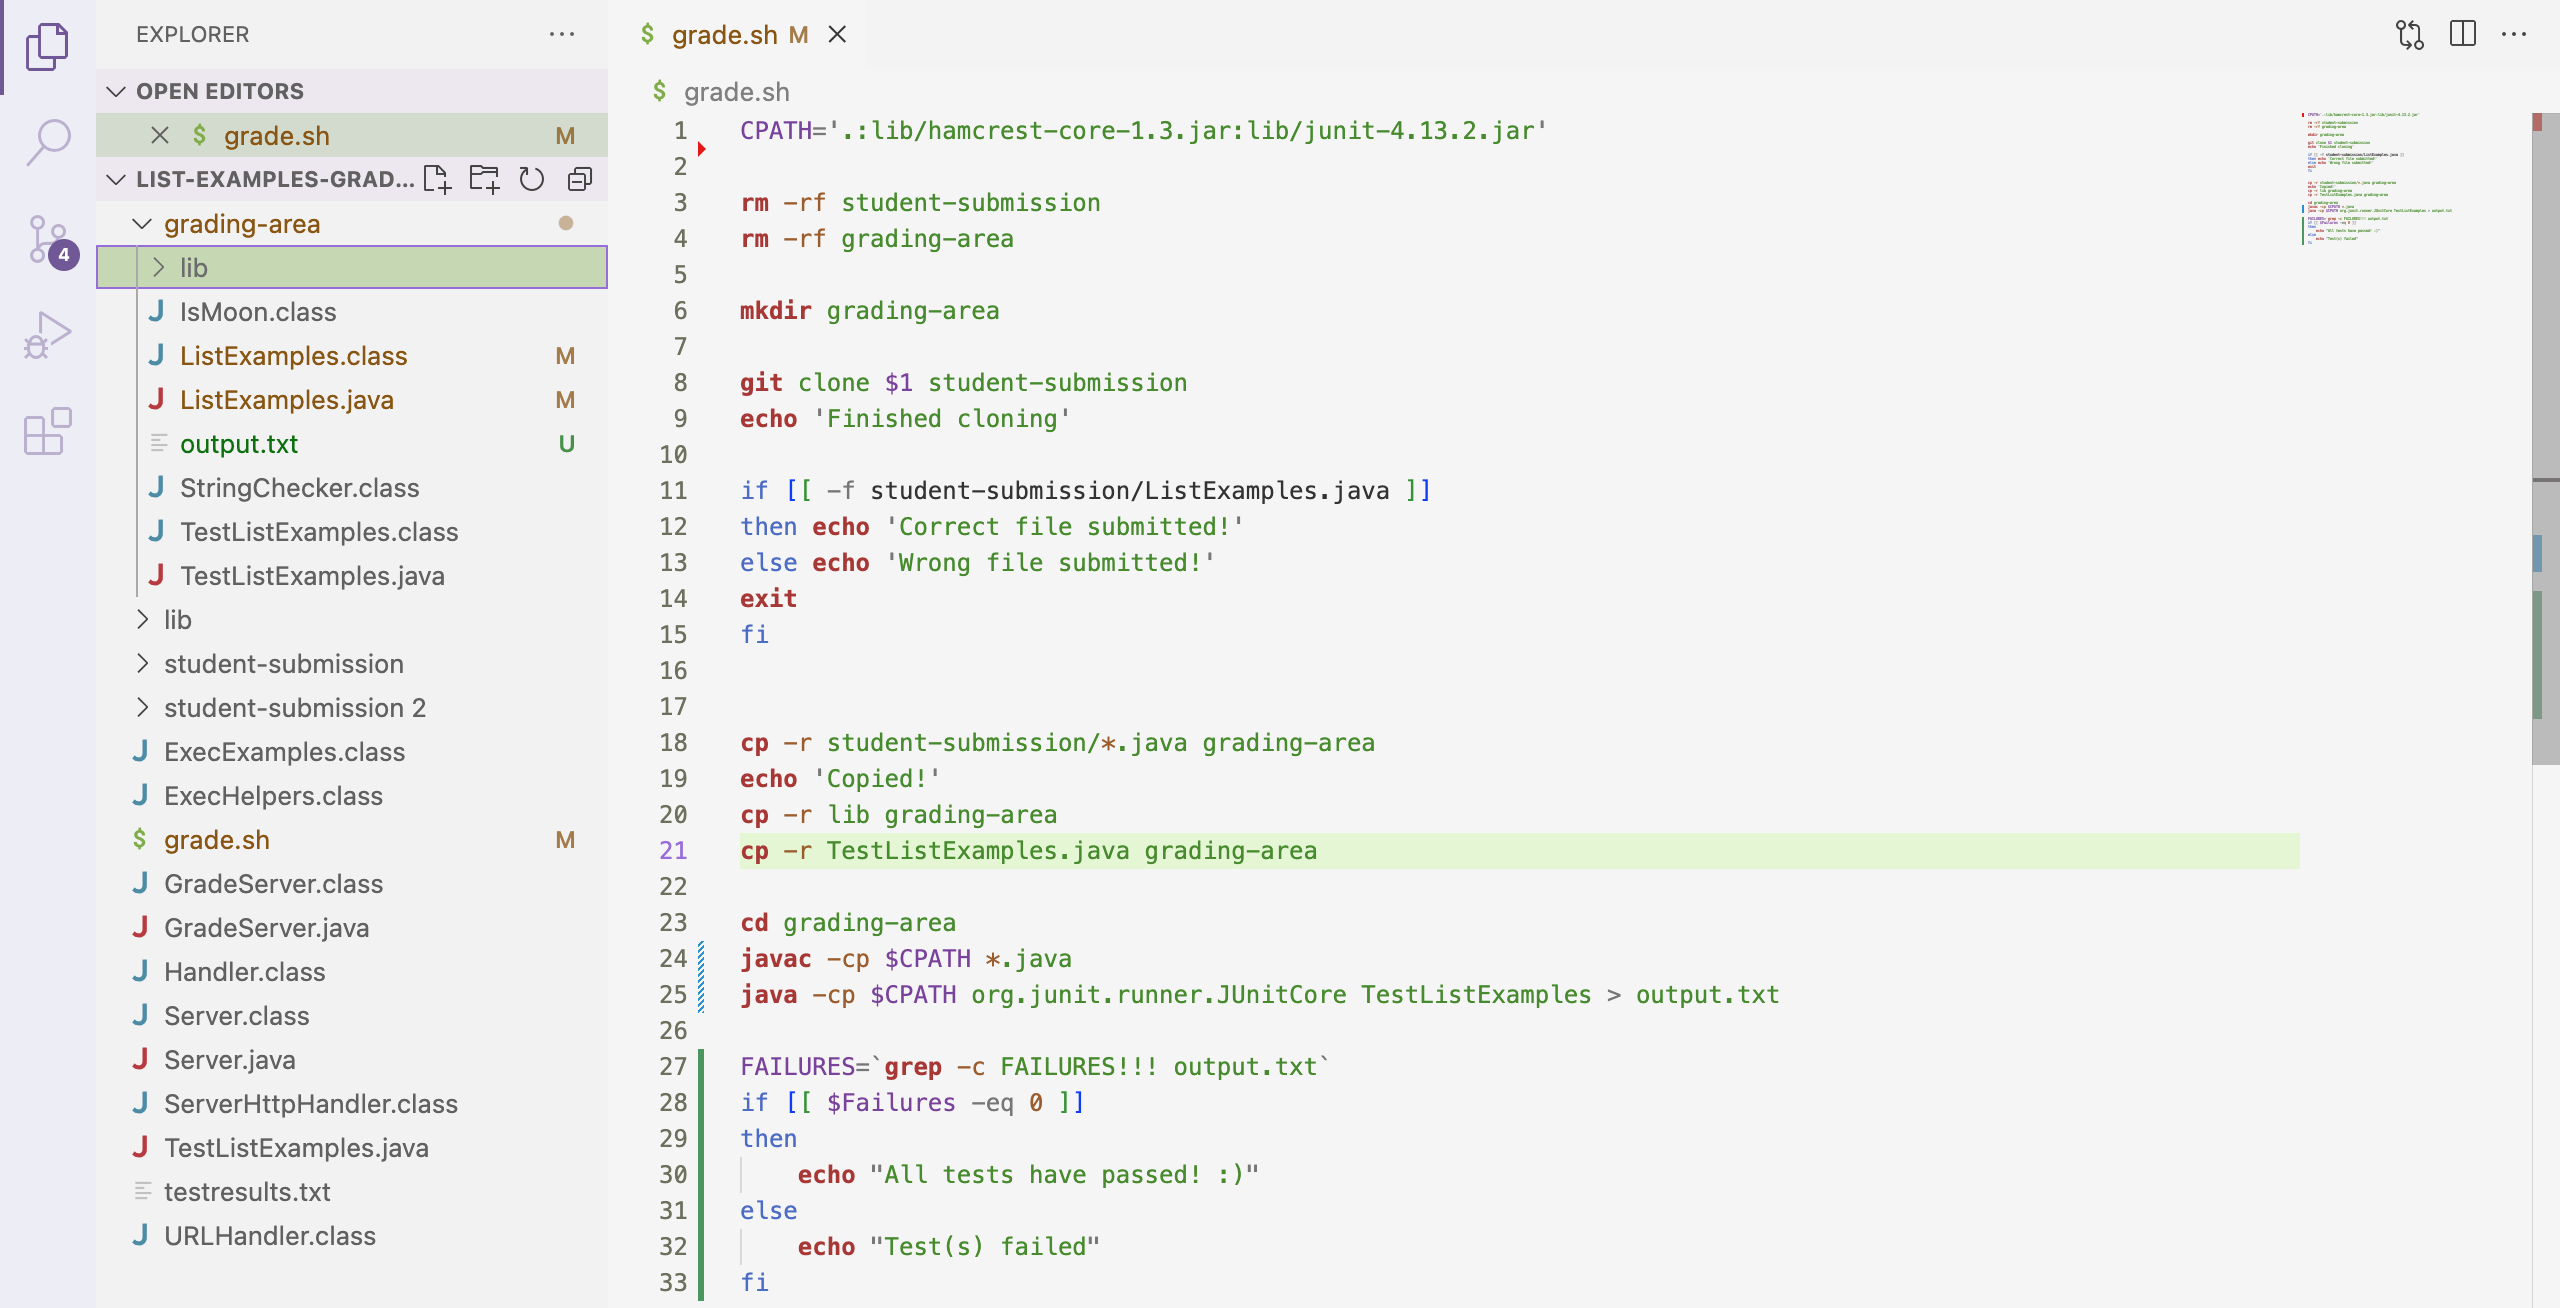 EXPLORER
OPEN EDITORS
$ grade.sh M
LIST-EXAMPLES-GRAD...
grading-area
lib
J IsMoon.class
J ListExamples.class M
J ListExamples.java M
output.txt U
J StringChecker.class
J TestListExamples.class
J TestListExamples.java
lib
student-submission
student-submission 2
J ExecExamples.class
J ExecHelpers.class
$ grade.sh M
J GradeServer.class
J GradeServer.java
J Handler.class
J Server.class
J Server.java
J ServerHttpHandler.class
J TestListExamples.java
testresults.txt
J URLHandler.class
4
$ grade.sh M
$ grade.sh
1 CPATH='.:lib/hamcrest-core-1.3.jar:lib/junit-4.13.2.jar'
2
3 rm -rf student-submission
4 rm -rf grading-area
5
6 mkdir grading-area
7
8 git clone $1 student-submission
9 echo 'Finished cloning'
10
11 if [[ -f student-submission/ListExamples.java ]]
12 then echo 'Correct file submitted!'
13 else echo 'Wrong file submitted!'
14 exit
15 fi
16
17
18 cp -r student-submission/*.java grading-area
19 echo 'Copied!'
20 cp -r lib grading-area
21 cp -r TestListExamples.java grading-area
22
23 cd grading-area
24 javac -cp $CPATH *.java
25 java -cp $CPATH org.junit.runner.JUnitCore TestListExamples > output.txt
26
27 FAILURES=`grep -c FAILURES!!! output.txt`
28 if [[ $Failures -eq 0 ]]
29 then
30 echo "All tests have passed! :)"
31 else
32 echo "Test(s) failed"
33 fi